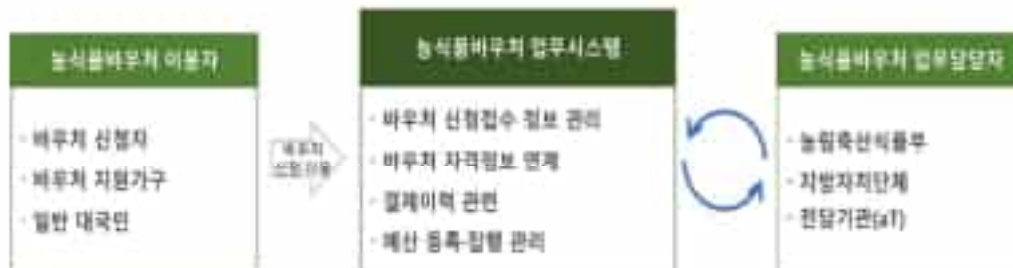 농식품바우처 이용자
· 바우처 신청자
· 바우처 지원가구
· 일반 대국민
바우처
신청·이용
농식품바우처 업무시스템
· 바우처 신청접수 정보 관리
· 바우처 자격정보 연계
· 결제이력 관련
· 예산 등록·집행 관리
농식품바우처 업무담당자
· 농림축산식품부
· 지방자치단체
· 전담기관(aT)